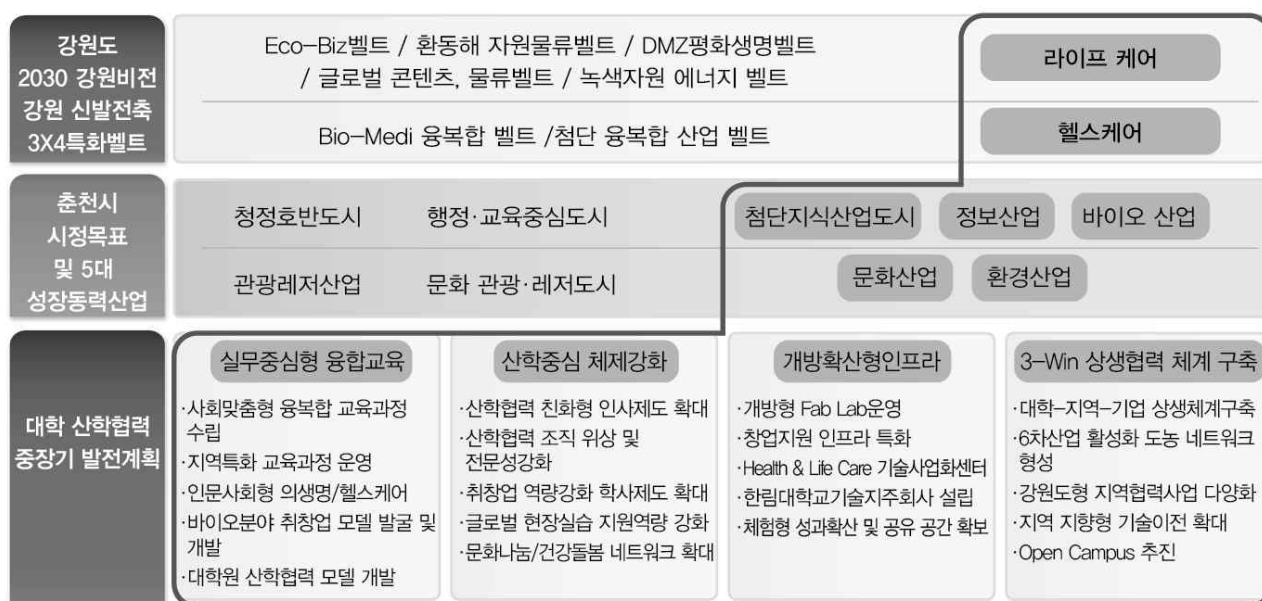 강원도
2030 강원비전
강원 신발전축
3X4특화벨트
Eco-Biz벨트 / 환동해 자원물류벨트 / DMZ평화생명벨트
/ 글로벌 콘텐츠, 물류벨트 / 녹색자원 에너지 벨트
라이프 케어
Bio-Medi 융복합 벨트 /첨단 융복합 산업 벨트
헬스케어
춘천시
시정목표
및 5대
성장동력산업
청정호반도시
행정·교육중심도시
첨단지식산업도시
정보산업
바이오 산업
관광레저산업
문화 관광·레저도시
문화산업
환경산업
대학 산학협력
중장기 발전계획
실무중심형 융합교육
·사회맞춤형 융복합 교육과정
수립
·지역특화 교육과정 운영
·인문사회형 의생명/헬스케어
·바이오분야 취창업 모델 발굴 및
개발
·대학원 산학협력 모델 개발
산학중심 체제강화
·산학협력 친화형 인사제도 확대
·산학협력 조직 위상 및
전문성강화
·취창업 역량강화 학사제도 확대
·글로벌 현장실습 지원역량 강화
·문화나눔/건강돌봄 네트워크 확대
개방확산형인프라
·개방형 Fab Lab운영
·창업지원 인프라 특화
·Health & Life Care 기술사업화센터
·한림대학교기술지주회사 설립
·체험형 성과확산 및 공유 공간 확보
3-Win 상생협력 체계 구축
·대학-지역-기업 상생체계구축
·6차산업 활성화 도농 네트워크
형성
·강원도형 지역협력사업 다양화
·지역 지향형 기술이전 확대
·Open Campus 추진